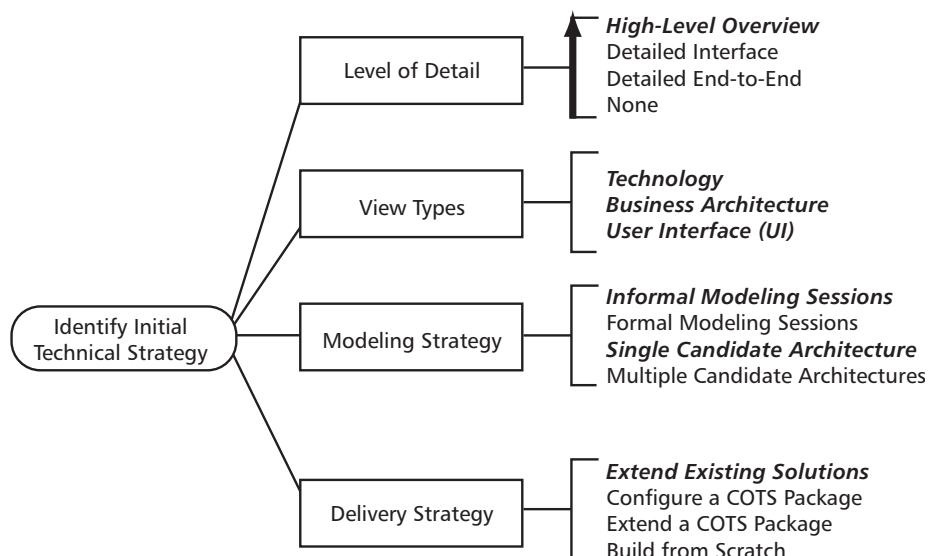 Level of Detail
High-Level Overview
Detailed Interface
Detailed End-to-End
None
View Types
Technology
Business Architecture
User Interface (UI)
Identify Initial
Technical Strategy
Modeling Strategy
Informal Modeling Sessions
Formal Modeling Sessions
Single Candidate Architecture
Multiple Candidate Architectures
Delivery Strategy
Extend Existing Solutions
Configure a COTS Package
Extend a COTS Package
Build from Scratch